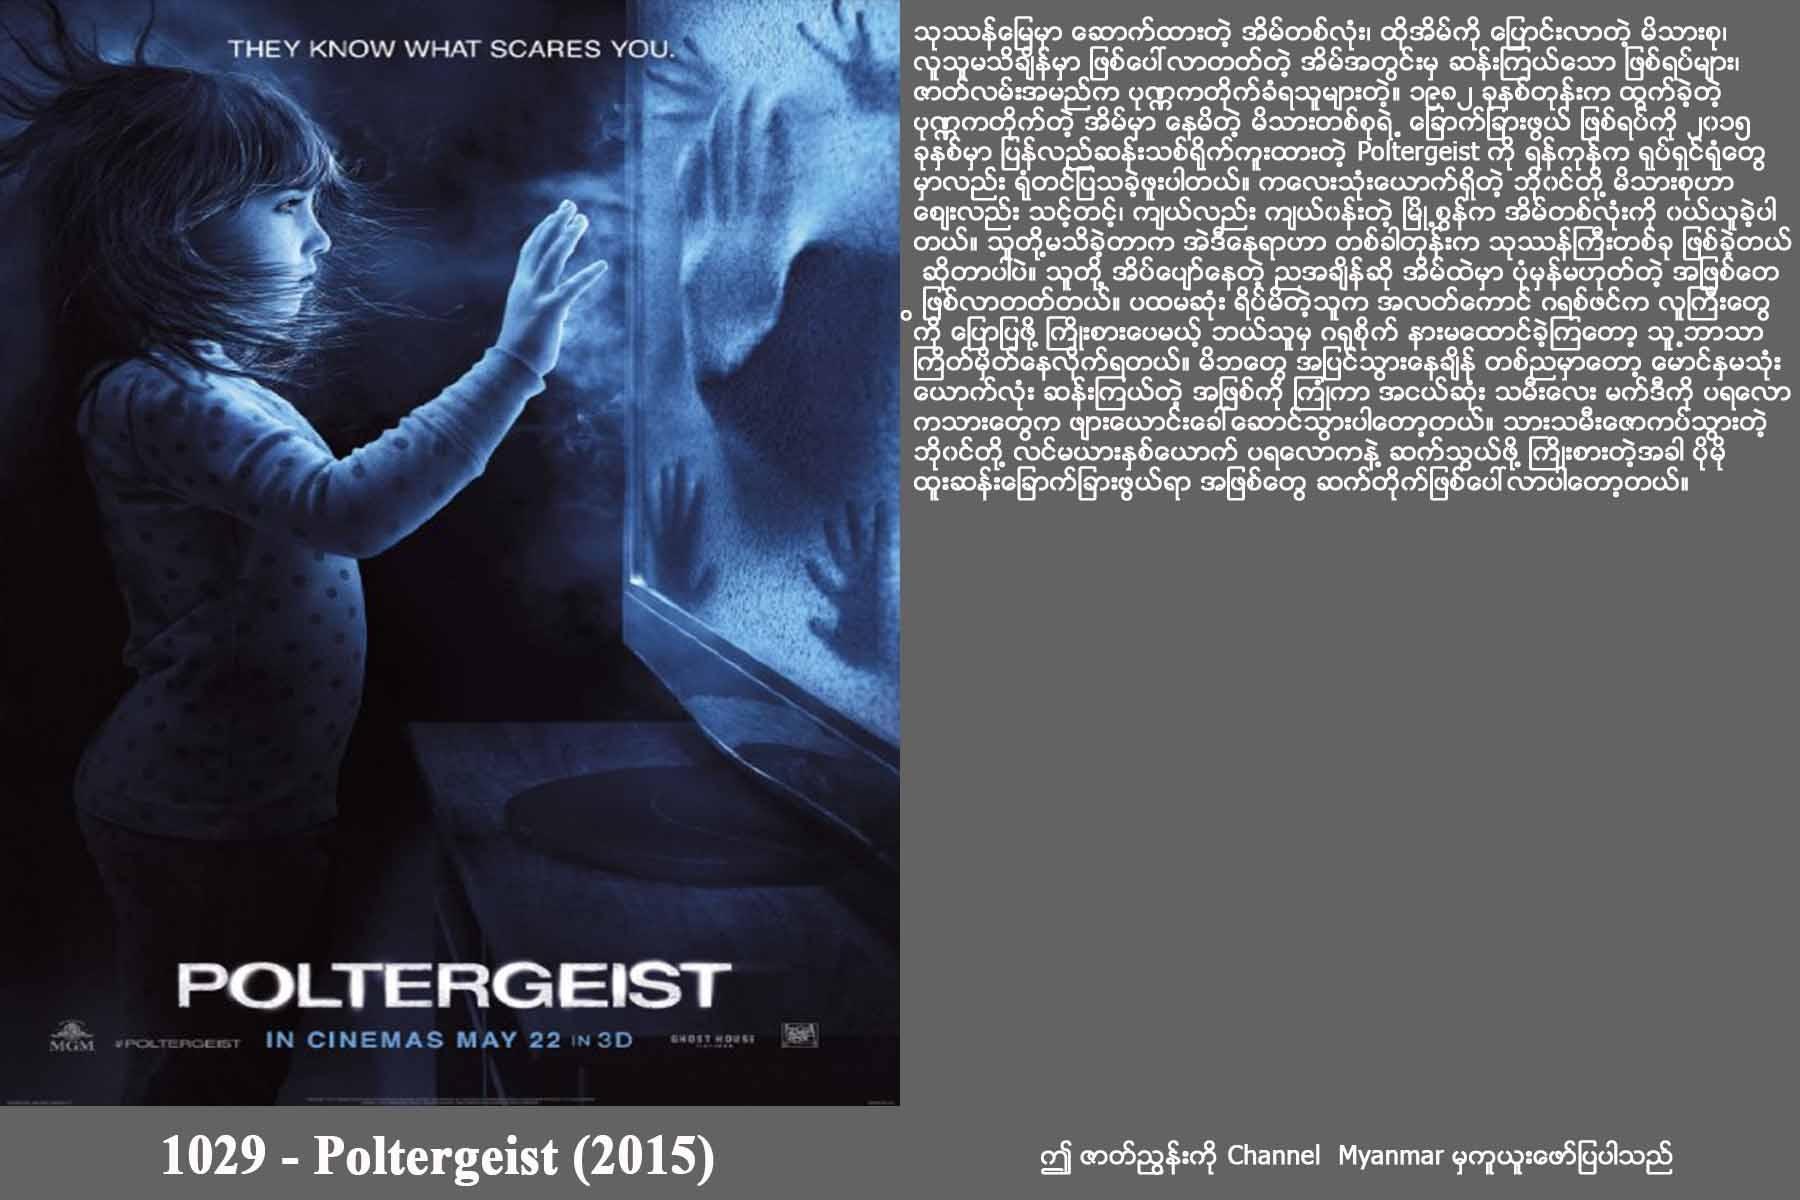 THEY KNOW WHAT SCARES YOU.
POLTERGEIST
MGM
#POLTERGEIST
IN CINEMAS MAY 22 IN 3D
GHOST HOUSE
1029 - Poltergeist (2015)
သုဿန်မြေမှာ ဆောက်ထားတဲ့ အိမ်တစ်လုံး၊ ထိုအိမ်ကို ပြောင်းလာတဲ့ မိသားစု၊
လူသူမသိချိန်မှာ ဖြစ်ပေါ်လာတတ်တဲ့ အိမ်အတွင်းမှ ဆန်းကြယ်သော ဖြစ်ရပ်များ၊
ဇာတ်လမ်းအမည်က ပုဏ္ဏကတိုက်ခံရသူများတဲ့။ ၁၉၈၂ ခုနစ်တုန်းက ထွက်ခဲ့တဲ့
ပုဏ္ဏကတိုက်တဲ့ အိမ်မှာ နေမိတဲ့ မိသားတစ်စုရဲ့ ခြောက်ခြားဖွယ် ဖြစ်ရပ်ကို ၂၀၁၅
ခုနှစ်မှာ ပြန်လည်ဆန်းသစ်ရိုက်ကူးထားတဲ့ Poltergeist ကို ရန်ကုန်က ရုပ်ရှင်ရုံတွေ
မှာလည်း ရုံတင်ပြသခဲ့ဖူးပါတယ်။ ကလေးသုံးယောက်ရှိတဲ့ ဘိုဝင်တို့ မိသားစုဟာ
ဈေးလည်း သင့်တင့်၊ ကျယ်လည်း ကျယ်ဝန်းတဲ့ မြို့စွန်က အိမ်တစ်လုံးကို ဝယ်ယူခဲ့ပါ
တယ်။ သူတို့မသိခဲ့တာက အဲဒီနေရာဟာ တစ်ခါတုန်းက သုဿန်ကြီးတစ်ခု ဖြစ်ခဲ့တယ်
ဆိုတာပါပဲ။ သူတို့ အိပ်ပျော်နေတဲ့ ညအချိန်ဆို အိမ်ထဲမှာ ပုံမှန်မဟုတ်တဲ့ အဖြစ်တေ
ွ ဖြစ်လာတတ်တယ်။ ပထမဆုံး ရိပ်မိတဲ့သူက အလတ်ကောင် ဂရစ်ဖင်က လူကြီးတွေ
ကို ပြောပြဖို့ ကြိုးစားပေမယ့် ဘယ်သူမှ ဂရုစိုက် နားမထောင်ခဲ့ကြတော့ သူ့ဘာသာ
ကြိတ်မှိတ်နေလိုက်ရတယ်။ မိဘတွေ အပြင်သွားနေချိန် တစ်ညမှာတော့ မောင်နှမသုံး
ယောက်လုံး ဆန်းကြယ်တဲ့ အဖြစ်ကို ကြုံကာ အငယ်ဆုံး သမီးလေး မက်ဒီကို ပရလော
ကသားတွေက ဖျားယောင်းခေါ်ဆောင်သွားပါတော့တယ်။ သားသမီးဇောကပ်သွားတဲ့
ဘိုဝင်တို့ လင်မယားနှစ်ယောက် ပရလောကနဲ့ ဆက်သွယ်ဖို့ ကြိုးစားတဲ့အခါ ပိုမို
ထူးဆန်းခြောက်ခြားဖွယ်ရာ အဖြစ်တွေ ဆက်တိုက်ဖြစ်ပေါ်လာပါတော့တယ်။
ဤ ဇာတ်ညွှန်းကို Channel Myanmar မှကူယူးဖော်ပြပါသည်